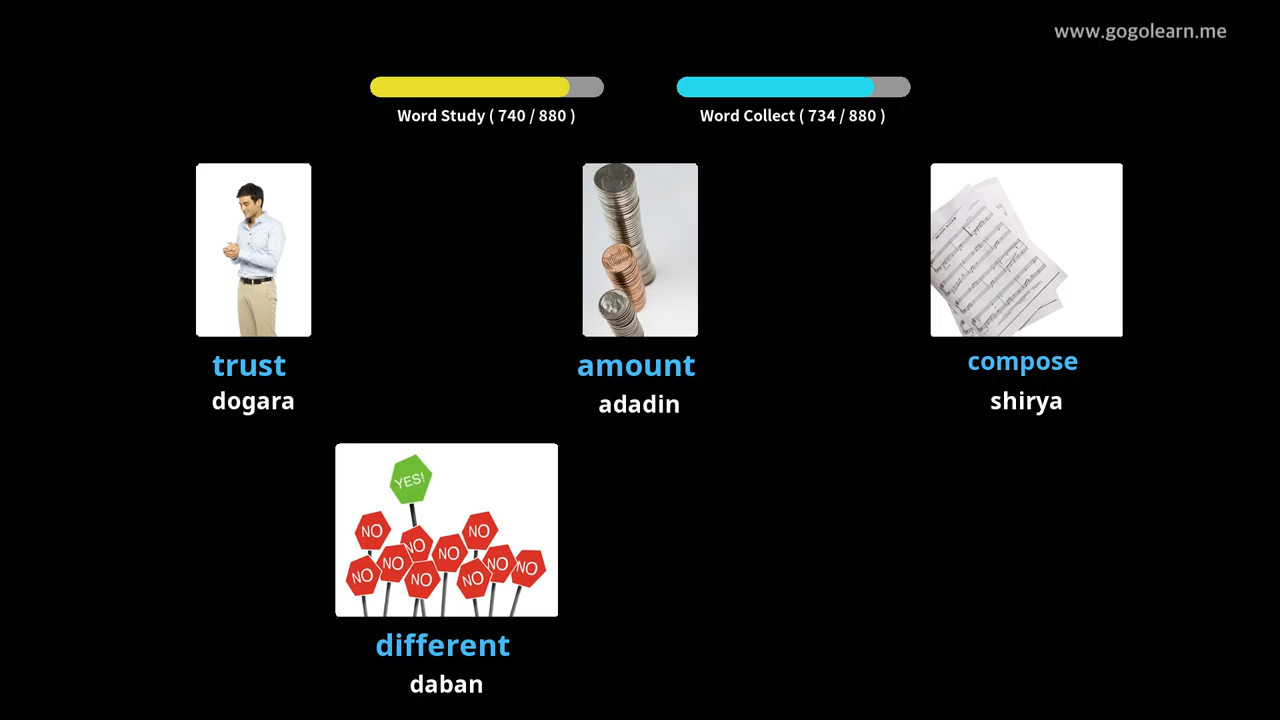 www.gogolearn.me
Word Study ( 740 / 880 )
Word Collect ( 734 / 880 )
trust
dogara
amount
adadin
compose
shirya
YES!
NO
NO
NO
NO
NO
NO
NO
NO
NO
NO
different
daban